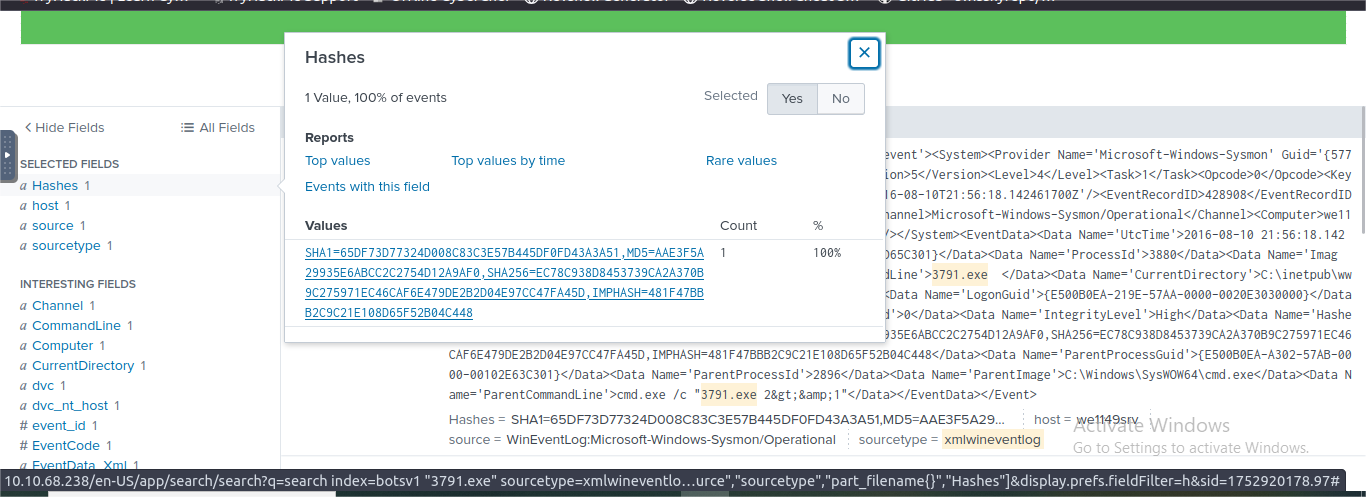 Hashes
1 Value, 100% of events
Selected
Yes
No
Reports
Top values
Top values by time
Rare values
Events with this field
Values
Count
%
SHA1=65DF73D77324D008C83C3E57B445DF0FD43A3A51,MD5=AAE3F5A
29935E6ABCC2C2754D12A9AF0,SHA256=EC78C938D8453739CA2A370B
9C275971EC46CAF6E479DE2B2D04E97CC47FA45D,IMPHASH=481F47BB
B2C9C21E108D65F52B04C448
1
100%
Hide Fields
All Fields
SELECTED FIELDS
a Hashes 1
a host 1
a source 1
a sourcetype 1
INTERESTING FIELDS
a Channel 1
a CommandLine 1
a Computer 1
a CurrentDirectory 1
a dvc 1
a dvc_nt_host 1
# event_id 1
# EventCode 1
a EventData_Xml 1
event'><System><Provider Name='Microsoft-Windows-Sysmon' Guid='{577
ion>5</Version><Level>4</Level><Task>1</Task><Opcode>0</Opcode><Key
16-08-10T21:56:18.142461700Z'/><EventRecordID>428908</EventRecordID
hannel>Microsoft-Windows-Sysmon/Operational</Channel><Computer>we11
'/></System><EventData><Data Name='UtcTime'>2016-08-10 21:56:18.142
D65C301}</Data><Data Name='ProcessId'>3880</Data><Data Name='Imag
dLine'>3791.exe </Data><Data Name='CurrentDirectory'>C:\inetpub\ww
<Data Name='LogonGuid'>{E500B0EA-219E-57AA-0000-0020E3030000}</Data
d'>0</Data><Data Name='IntegrityLevel'>High</Data><Data Name='Hashe
935E6ABCC2C2754D12A9AF0,SHA256=EC78C938D8453739CA2A370B9C275971EC46
CAF6E479DE2B2D04E97CC47FA45D,IMPHASH=481F47BBB2C9C21E108D65F52B04C448</Data><Data Name='ParentProcessGuid'>{E500B0EA-A302-57AB-00
00-00102E63C301}</Data><Data Name='ParentProcessId'>2896</Data><Data Name='ParentImage'>C:\Windows\SysWOW64\cmd.exe</Data><Data N
ame='ParentCommandLine'>cmd.exe /c "3791.exe 2&gt;&amp;1"</Data></EventData></Event>
Hashes = SHA1=65DF73D77324D008C83C3E57B445DF0FD43A3A51,MD5=AAE3F5A29... host = we1149srv
source = WinEventLog:Microsoft-Windows-Sysmon/Operational sourcetype = xmlwineventlog
Activate Windows
Go to Settings to activate Windows.
10.10.68.238/en-US/app/search/search?q=search index=botsv1 "3791.exe" sourcetype=xmlwineventlo...urce","sourcetype","part_filename{}","Hashes"]&display.prefs.fieldFilter=h&sid=1752920178.97#